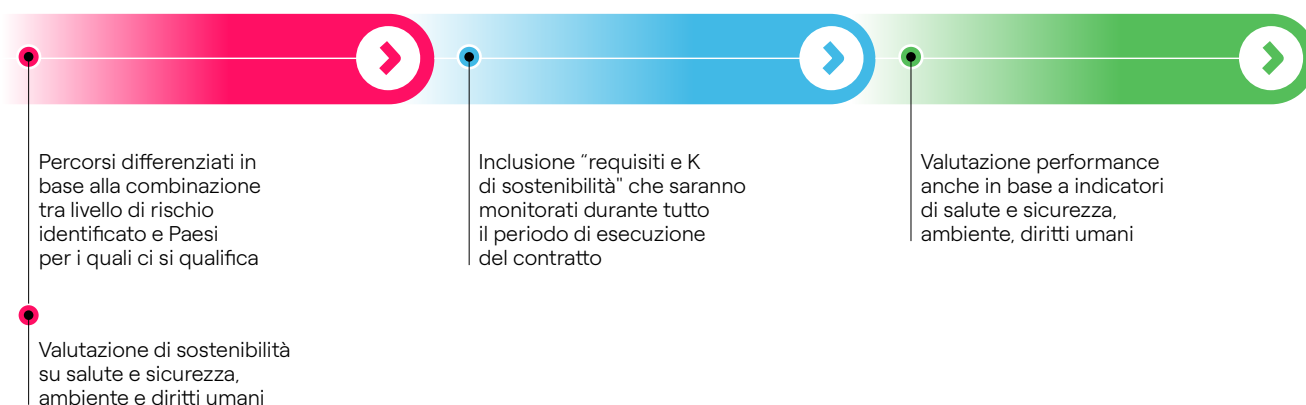 Percorsi differenziati in
base alla combinazione
tra livello di rischio
identificato e Paesi
per i quali ci si qualifica
Valutazione di sostenibilità
su salute e sicurezza,
ambiente e diritti umani
Inclusione “requisiti e K
di sostenibilità" che saranno
monitorati durante tutto
il periodo di esecuzione
del contratto
Valutazione performance
anche in base a indicatori
di salute e sicurezza,
ambiente, diritti umani